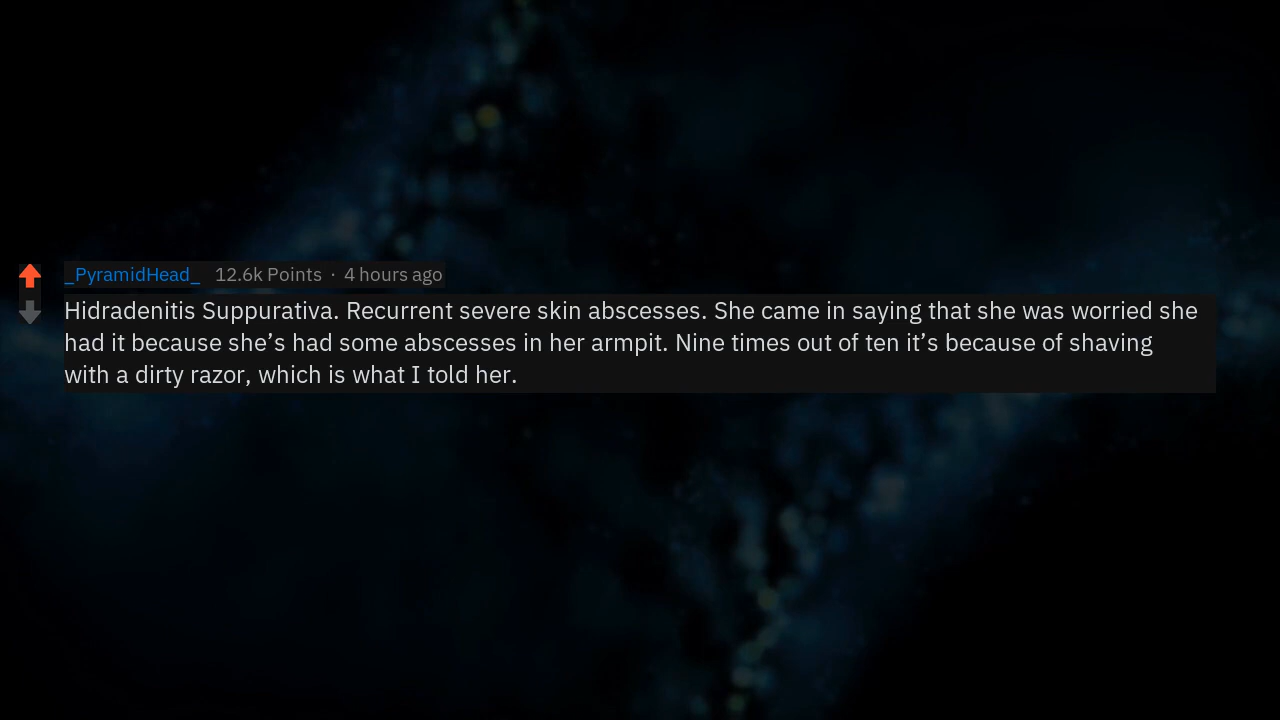 _PyramidHead_ 12.6k Points · 4 hours ago
Hidradenitis Suppurativa. Recurrent severe skin abscesses. She came in saying that she was worried she
had it because she’s had some abscesses in her armpit. Nine times out of ten it’s because of shaving
with a dirty razor, which is what I told her.